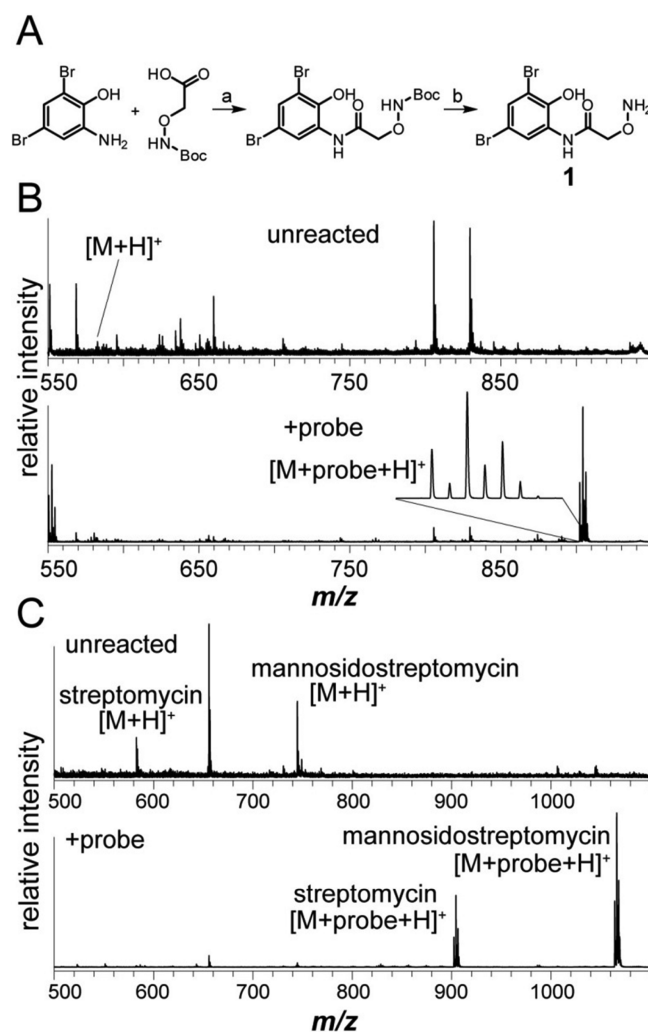 A
Br
OH
Br
NH2
+
HO
O
O
HN
Boc
a
Br
OH
O
HN
Boc
Br
N
H
O
b
Br
OH
O
NH2
Br
N
H
O
1
B
relative intensity
[M+H]+
unreacted
550 650 750 850
+probe
[M+probe+H]+
550 650 750 850
m/z
C
relative intensity
unreacted
streptomycin
[M+H]+
mannosidostreptomycin
[M+H]+
500 600 700 800 900 1000
+probe
streptomycin
[M+probe+H]+
mannosidostreptomycin
[M+probe+H]+
500 600 700 800 900 1000
m/z